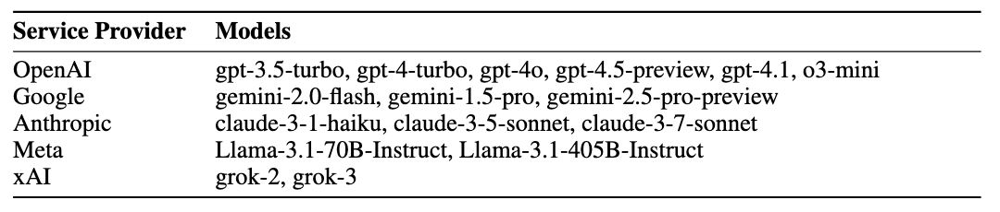 Service Provider Models
OpenAI gpt-3.5-turbo, gpt-4-turbo, gpt-4o, gpt-4.5-preview, gpt-4.1, o3-mini
Google gemini-2.0-flash, gemini-1.5-pro, gemini-2.5-pro-preview
Anthropic claude-3-1-haiku, claude-3-5-sonnet, claude-3-7-sonnet
Meta Llama-3.1-70B-Instruct, Llama-3.1-405B-Instruct
xAI grok-2, grok-3